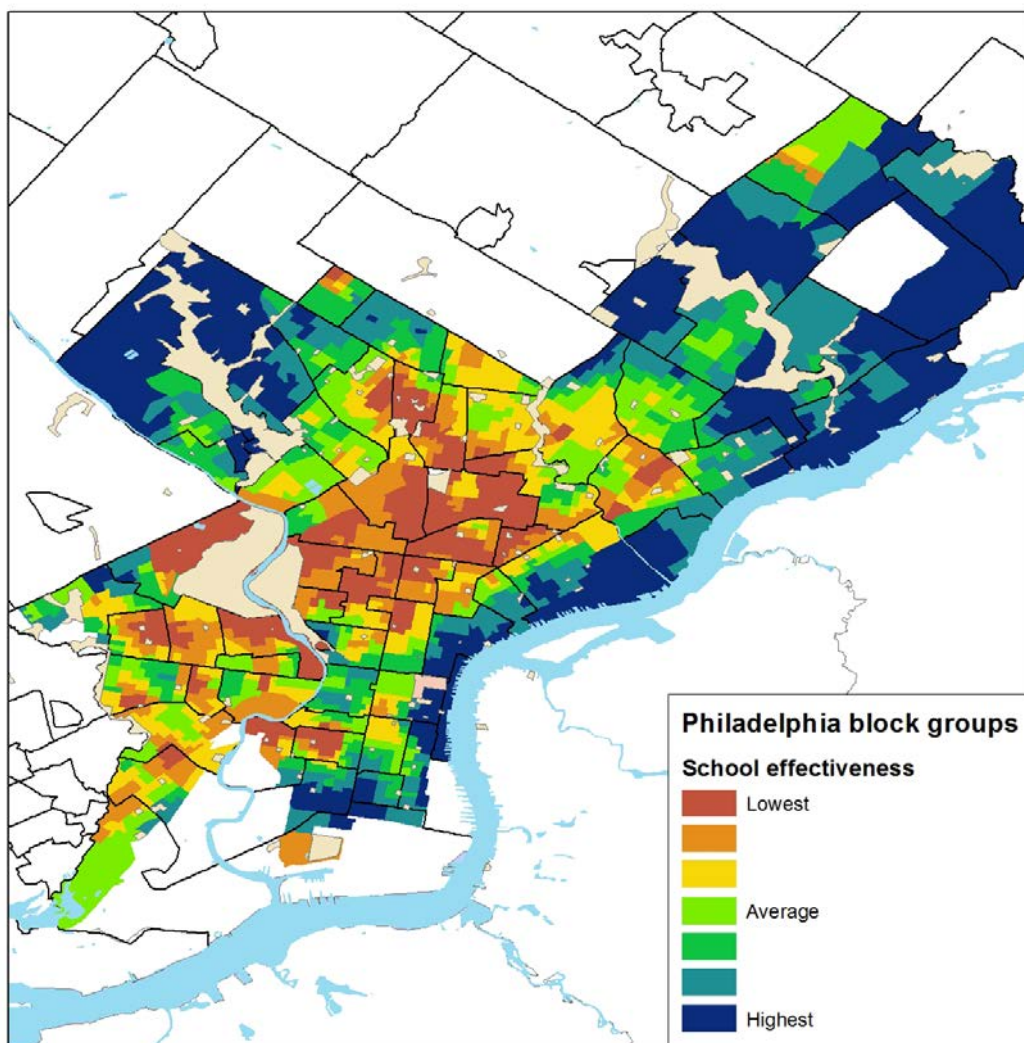 Philadelphia block groups
School effectiveness
Lowest
Average
Highest